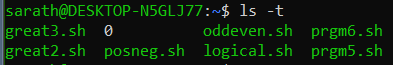 sarath@DESKTOP-N5GLJ77:~$ ls -t
great3.sh 0 oddeven.sh prgm6.sh
great2.sh posneg.sh logical.sh prgm5.sh